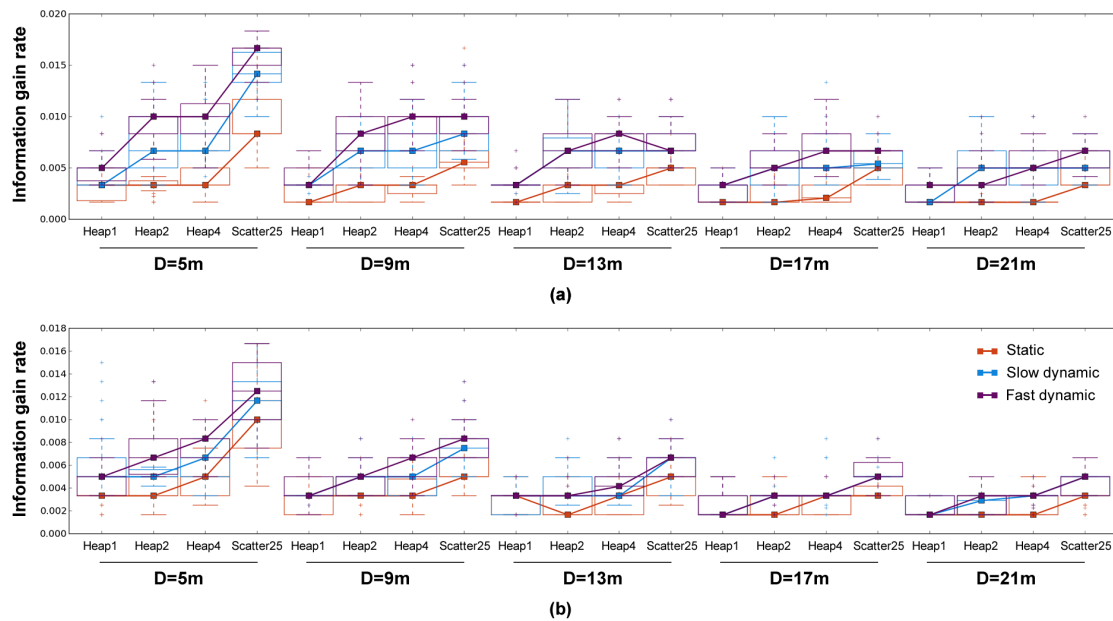 Information gain rate
0.020
0.015
0.010
0.005
0.000
Heap1 Heap2 Heap4 Scatter25 Heap1 Heap2 Heap4 Scatter25 Heap1 Heap2 Heap4 Scatter25 Heap1 Heap2 Heap4 Scatter25 Heap1 Heap2 Heap4 Scatter25
D=5m D=9m D=13m D=17m D=21m
(a)
Information gain rate
0.018
0.016
0.014
0.012
0.010
0.008
0.006
0.004
0.002
0.000
Static
Slow dynamic
Fast dynamic
Heap1 Heap2 Heap4 Scatter25 Heap1 Heap2 Heap4 Scatter25 Heap1 Heap2 Heap4 Scatter25 Heap1 Heap2 Heap4 Scatter25 Heap1 Heap2 Heap4 Scatter25
D=5m D=9m D=13m D=17m D=21m
(b)